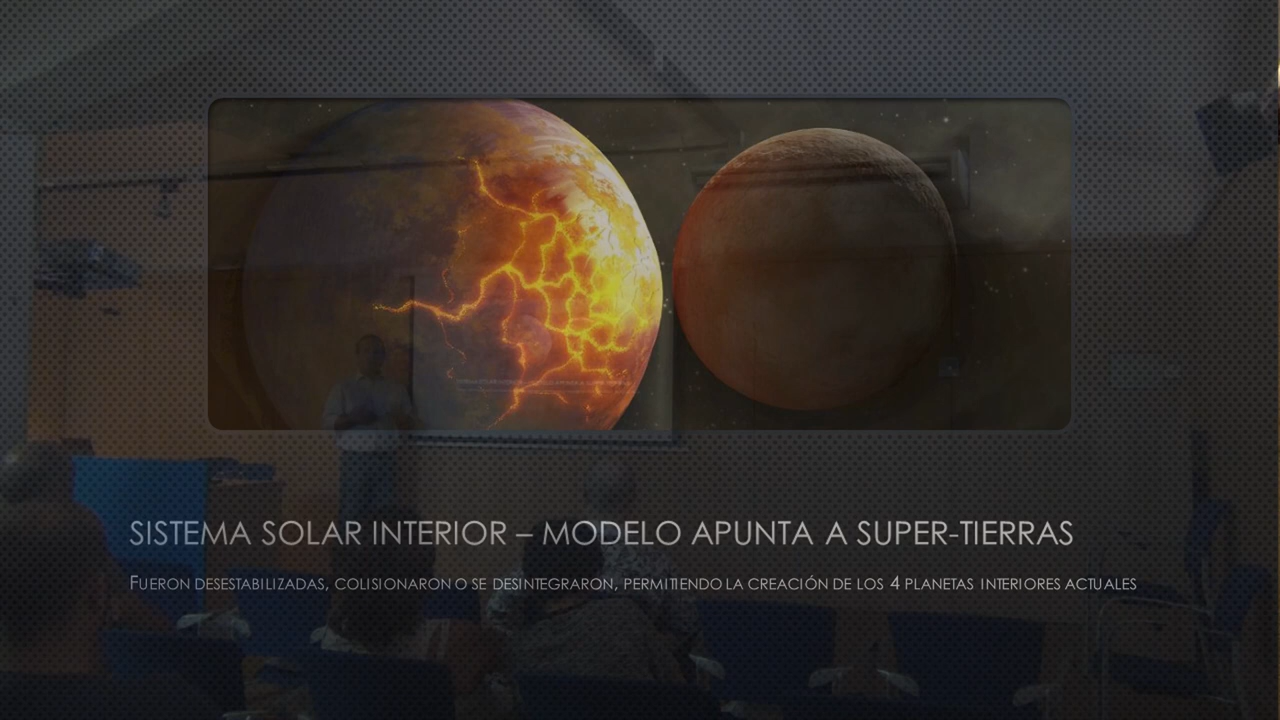 SISTEMA SOLAR INTERIOR – MODELO APUNTA A SUPER-TIERRAS
FUERON DESESTABILIZADAS, COLISIONARON O SE DESINTEGRARON, PERMITIENDO LA CREACIÓN DE LOS 4 PLANETAS INTERIORES ACTUALES